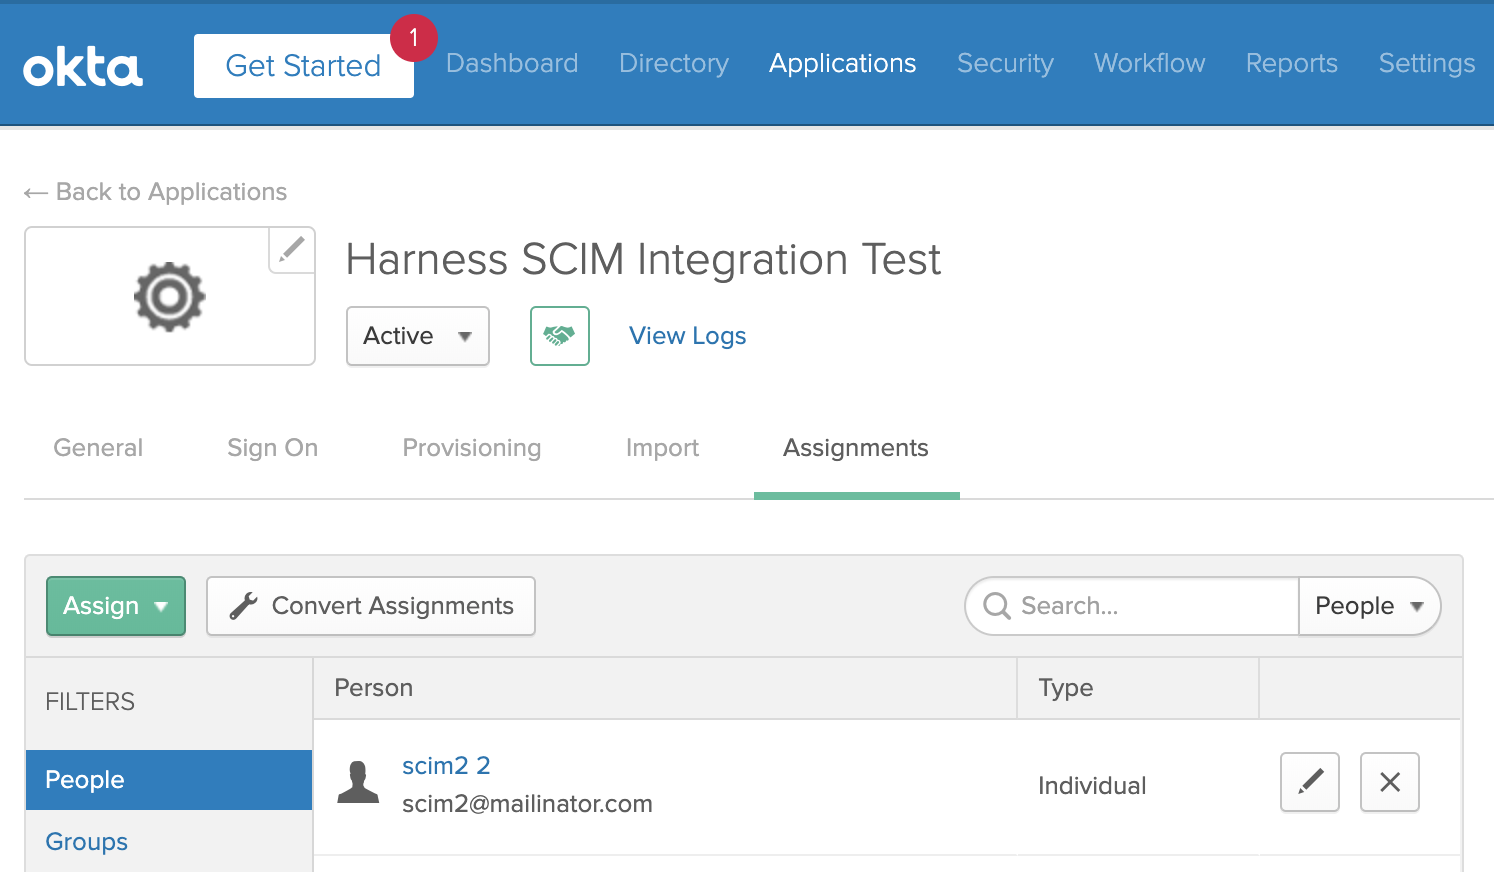 okta
Get Started
1
Dashboard
Directory
Applications
Security
Workflow
Reports
Settings
← Back to Applications
Harness SCIM Integration Test
Active
View Logs
General
Sign On
Provisioning
Import
Assignments
Assign
Convert Assignments
Search...
People
FILTERS
Person
Type
People
scim2 2
scim2@mailinator.com
Individual
Groups